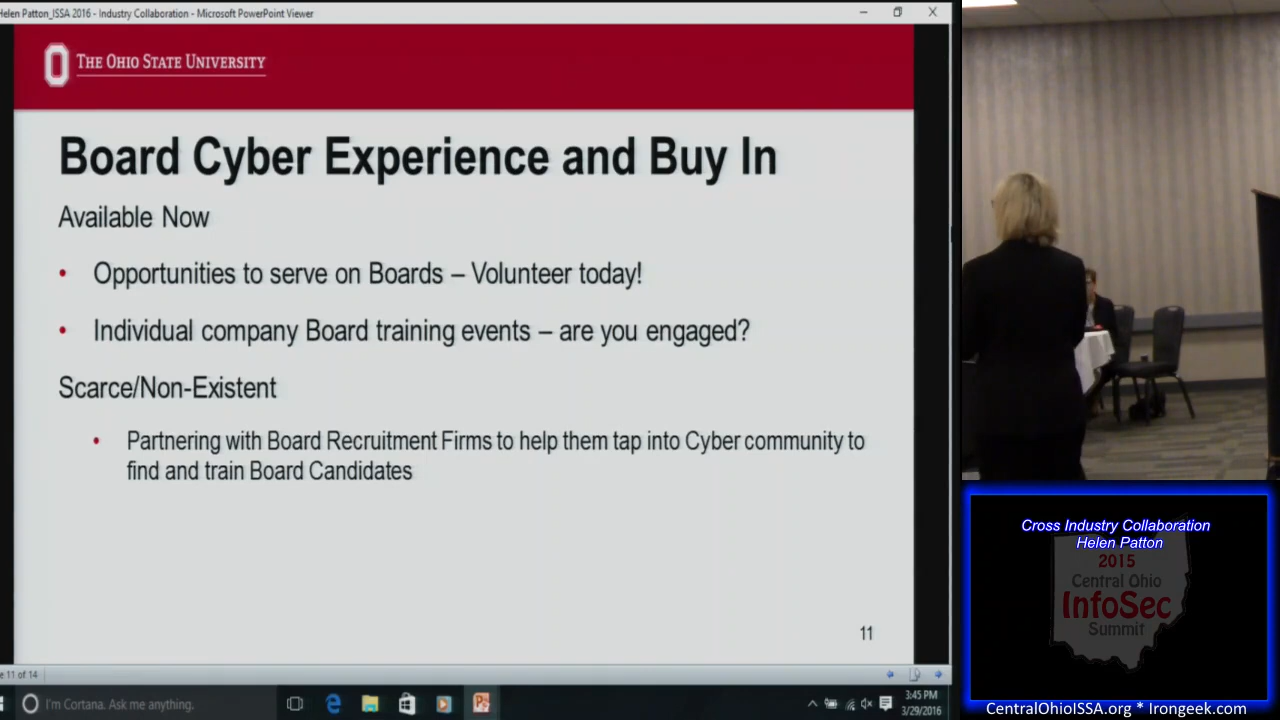 Helen Patton_ISSA 2016 - Industry Collaboration - Microsoft PowerPoint Viewer
THE OHIO STATE UNIVERSITY
Board Cyber Experience and Buy In
Available Now
• Opportunities to serve on Boards – Volunteer today!
• Individual company Board training events – are you engaged?
Scarce/Non-Existent
• Partnering with Board Recruitment Firms to help them tap into Cyber community to
find and train Board Candidates
11
11 of 14
I'm Cortana. Ask me anything.
3:45 PM
3/29/2016
Cross Industry Collaboration
Helen Patton
2015
Central Ohio
InfoSec
Summit
CentralOhioISSA.org * Irongeek.com